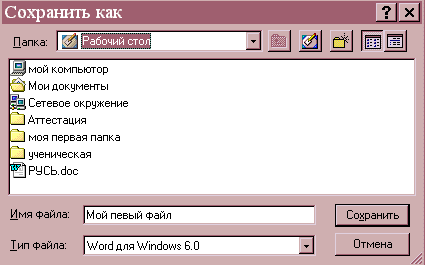 Сохранить как
Папка: Рабочий стол
мой компьютор
Мои документы
Сетевое окружение
Аттестация
моя первая папка
ученическая
РУСЬ.doc
Имя файла: Мой певый файл Сохранить
Тип файла: Word для Windows 6.0 Отмена